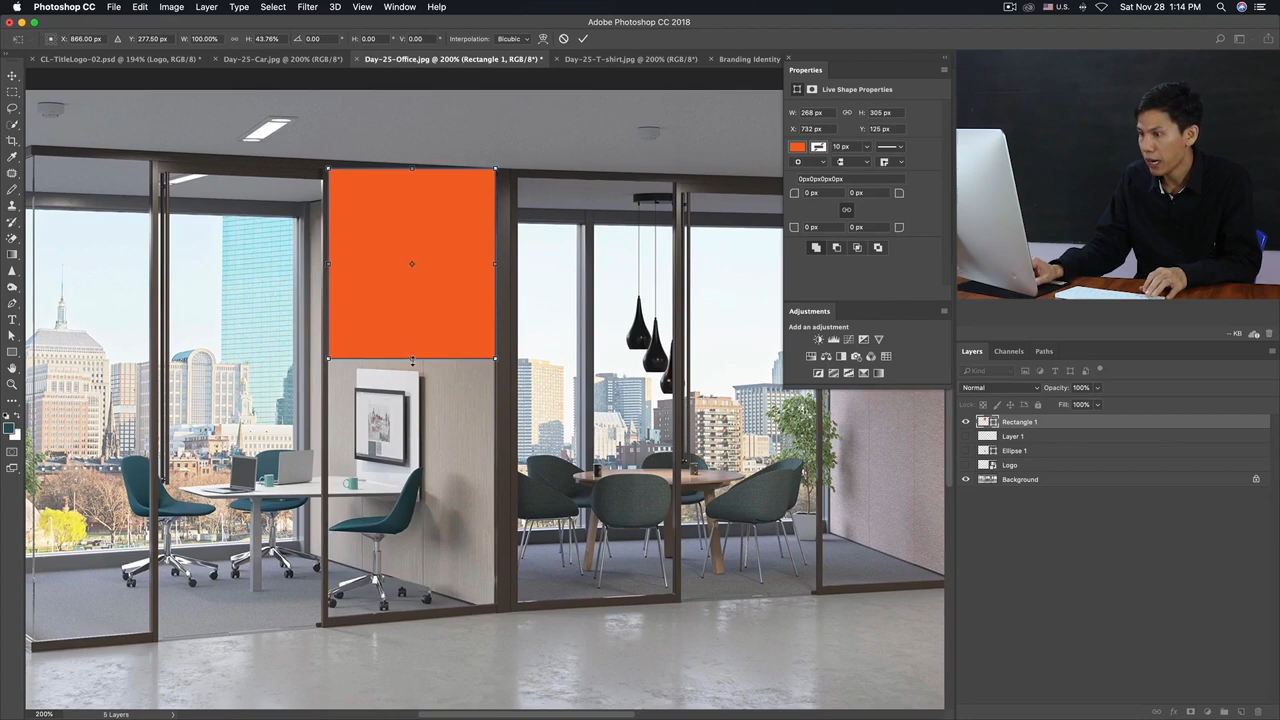 Photoshop CC File Edit Image Layer Type Select Filter 3D View Window Help U.S. Sat Nov 28 1:14 PM
Adobe Photoshop CC 2018
X: 866.00 px Y: 277.50 px W: 100.00% H: 43.76% 0.00 ° H: 0.00 ° V: 0.00 ° Interpolation: Bicubic
CL-TitleLogo-02.psd @ 194% (Logo, RGB/8) * Day-25-Car.jpg @ 200% (RGB/8*) Day-25-Office.jpg @ 200% (Rectangle 1, RGB/8*) * Day-25-T-shirt.jpg @ 200% (RGB/8*) Branding Identity
Properties
Live Shape Properties
W: 268 px H: 305 px
X: 732 px Y: 125 px
10 px
0px0px0px0px
0 px 0 px
0 px 0 px
Adjustments
Add an adjustment
-- KB
Layers Channels Paths
Kind
Normal Opacity: 100%
Lock: Fill: 100%
Rectangle 1
Layer 1
Ellipse 1
Logo
Background
200% 5 Layers